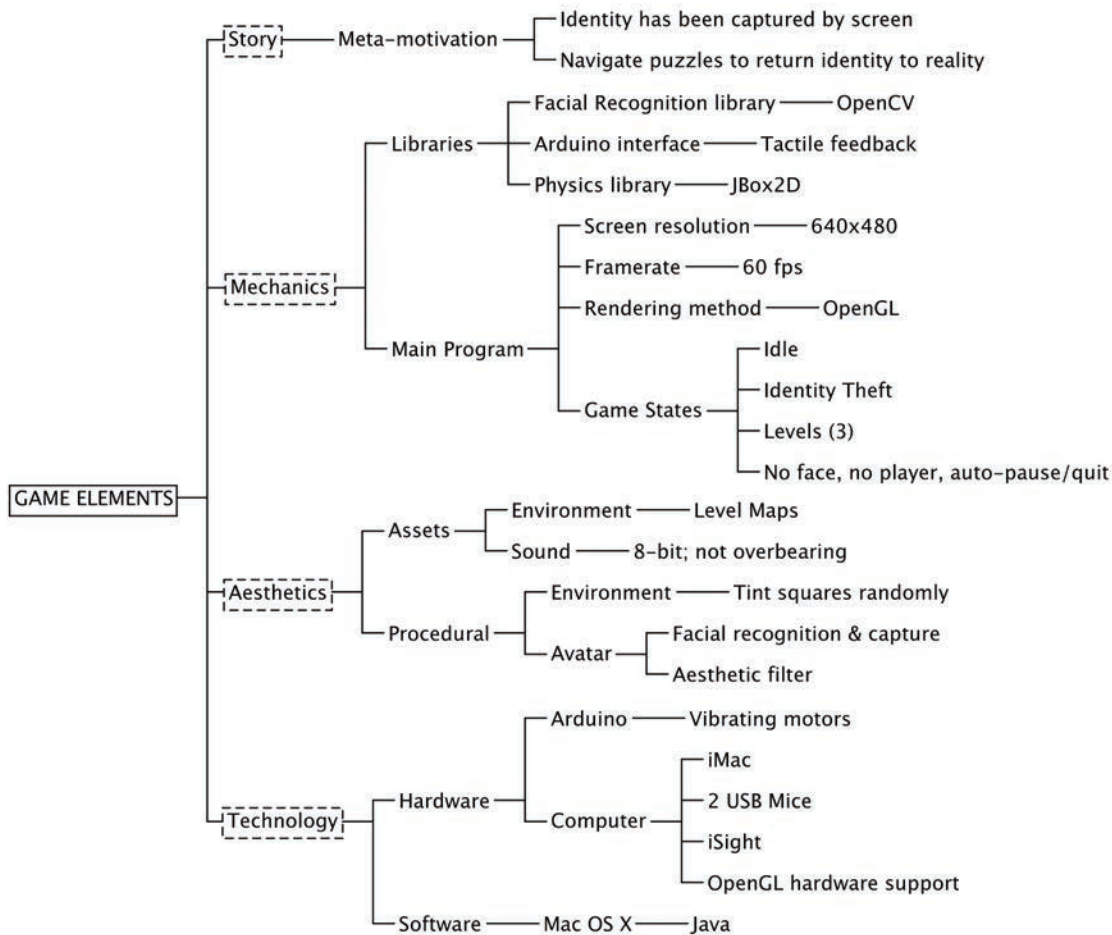 Story
Meta-motivation
Identity has been captured by screen
Navigate puzzles to return identity to reality
Mechanics
Libraries
Facial Recognition library
OpenCV
Arduino interface
Tactile feedback
Physics library
JBox2D
Main Program
Screen resolution
640x480
Framerate
60 fps
Rendering method
OpenGL
Game States
Idle
Identity Theft
Levels (3)
No face, no player, auto-pause/quit
GAME ELEMENTS
Aesthetics
Assets
Environment
Level Maps
Sound
8-bit; not overbearing
Procedural
Environment
Tint squares randomly
Avatar
Facial recognition & capture
Aesthetic filter
Technology
Hardware
Arduino
Vibrating motors
Computer
iMac
2 USB Mice
iSight
OpenGL hardware support
Software
Mac OS X
Java